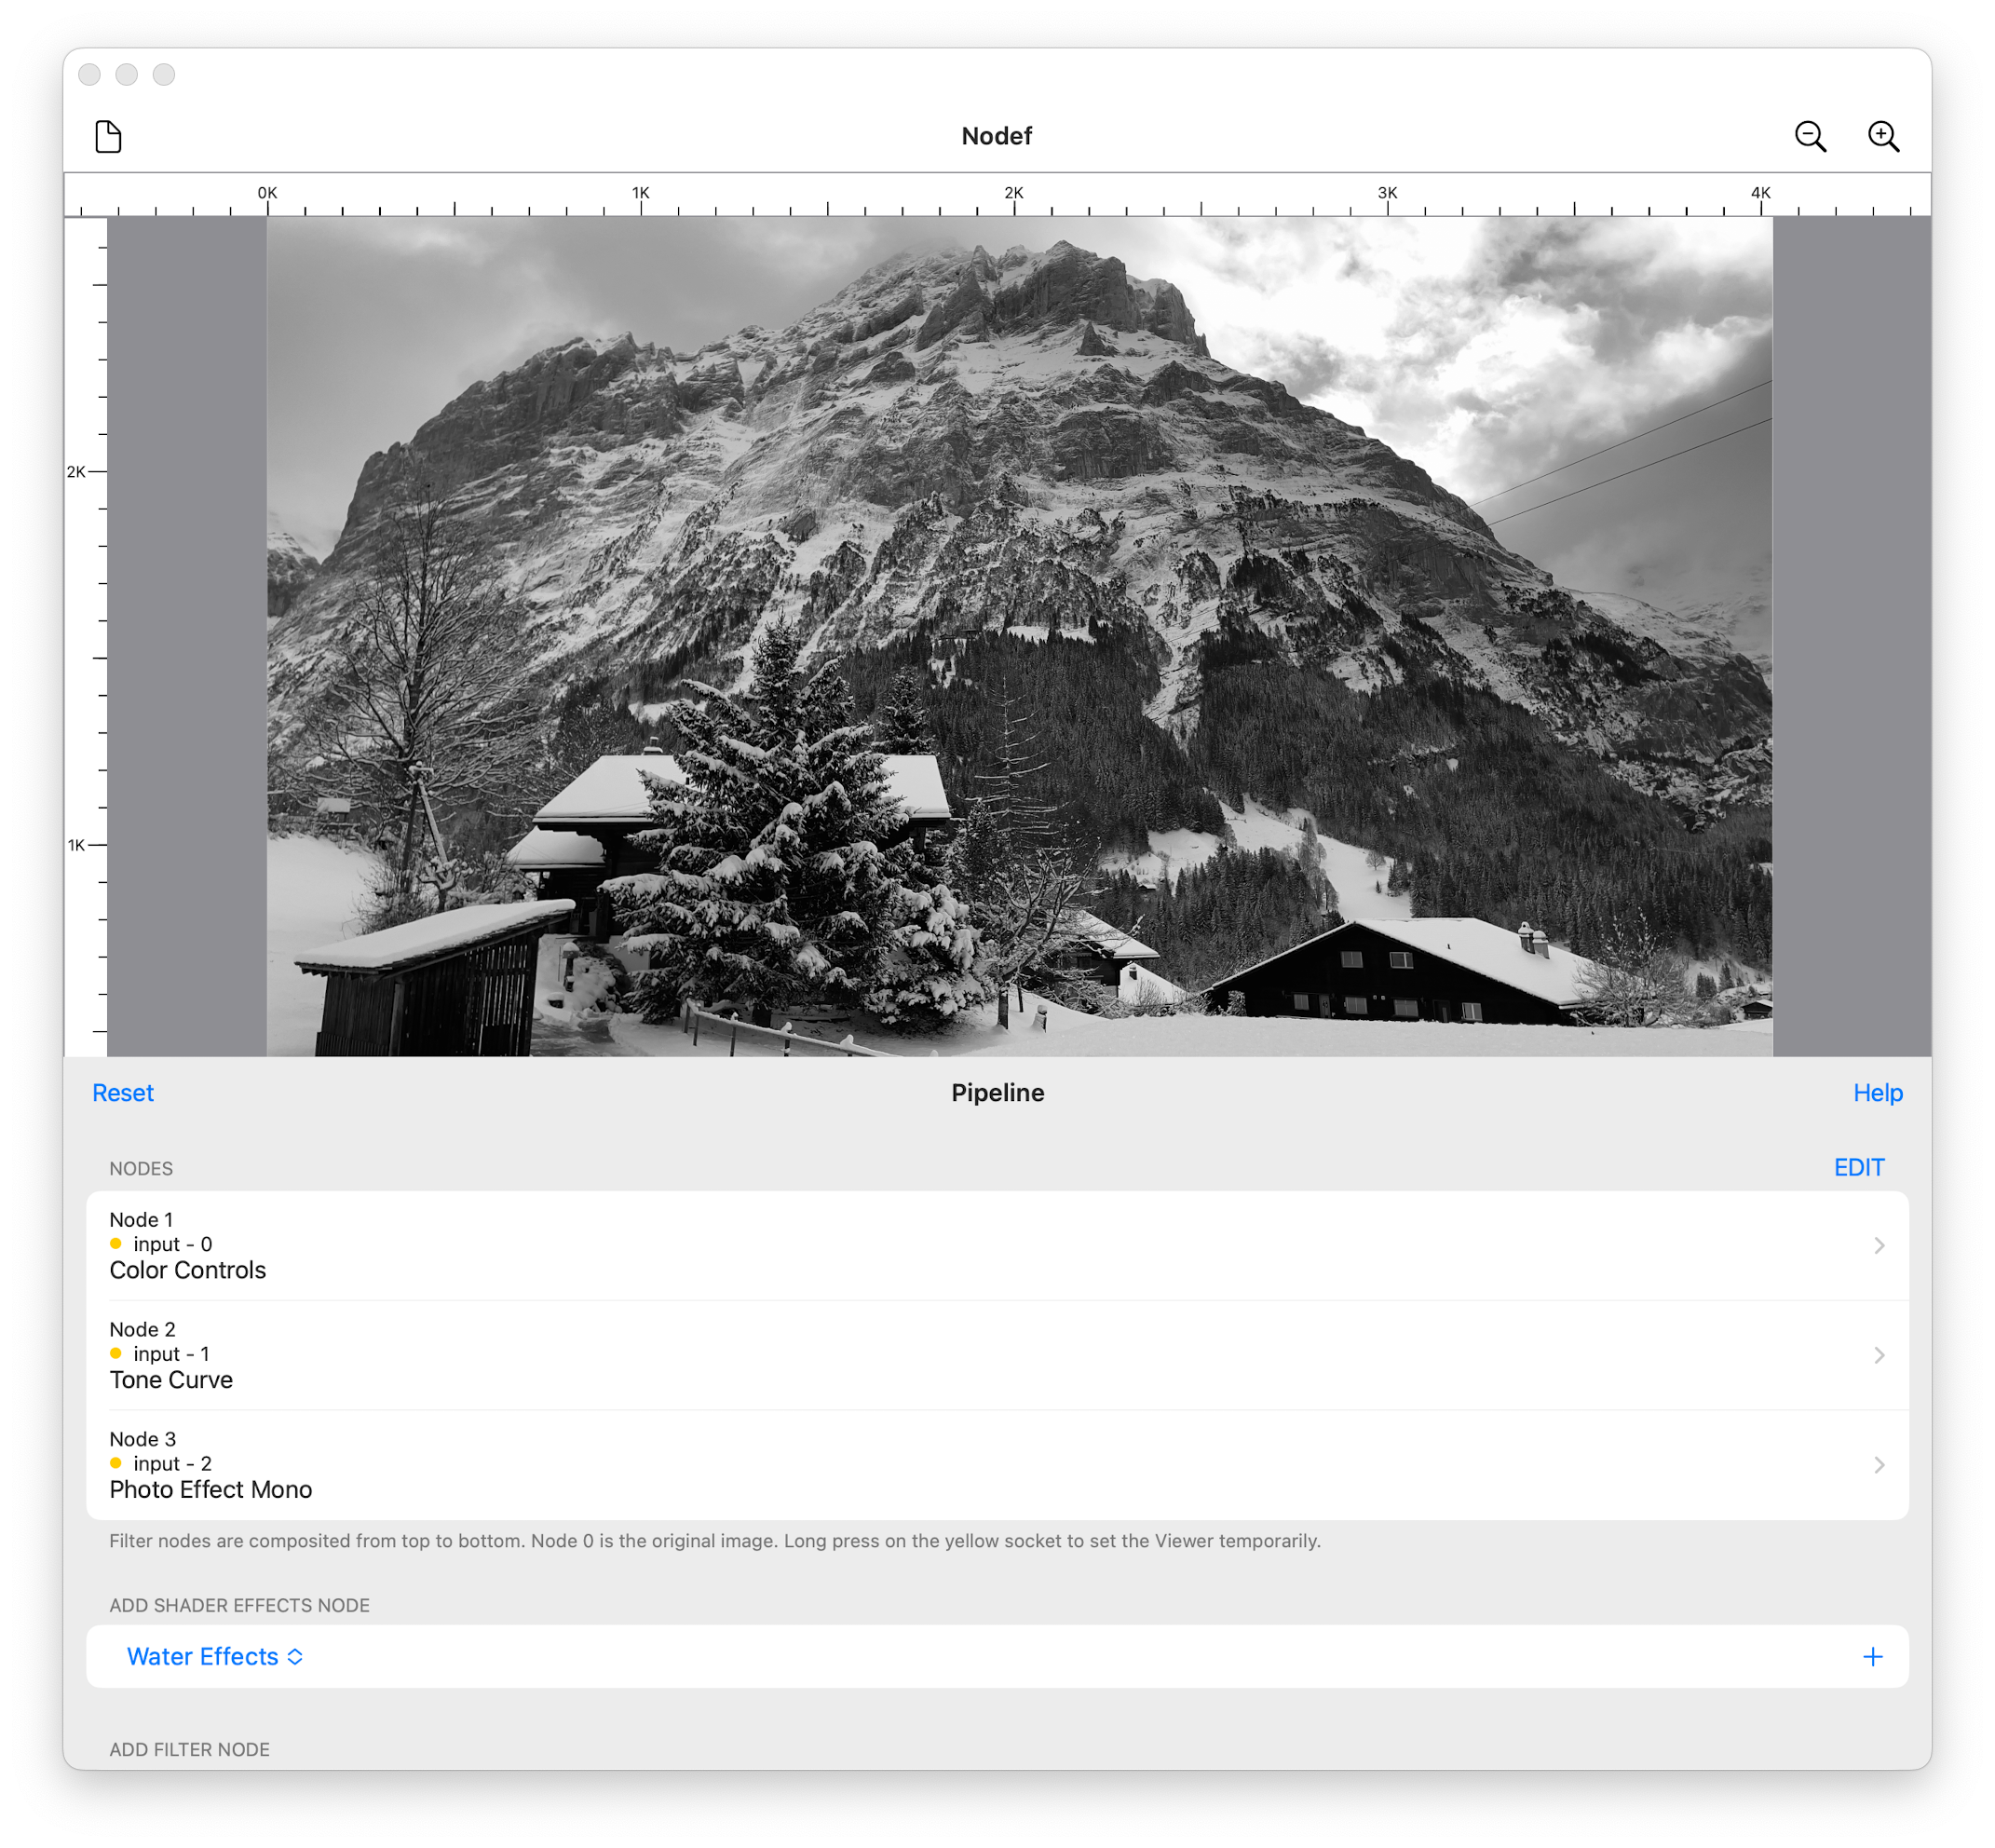 Nodef
0K 1K 2K 3K 4K
2K
1K
Reset Pipeline Help
NODES EDIT
Node 1
input - 0
Color Controls
Node 2
input - 1
Tone Curve
Node 3
input - 2
Photo Effect Mono
Filter nodes are composited from top to bottom. Node 0 is the original image. Long press on the yellow socket to set the Viewer temporarily.
ADD SHADER EFFECTS NODE
Water Effects
ADD FILTER NODE